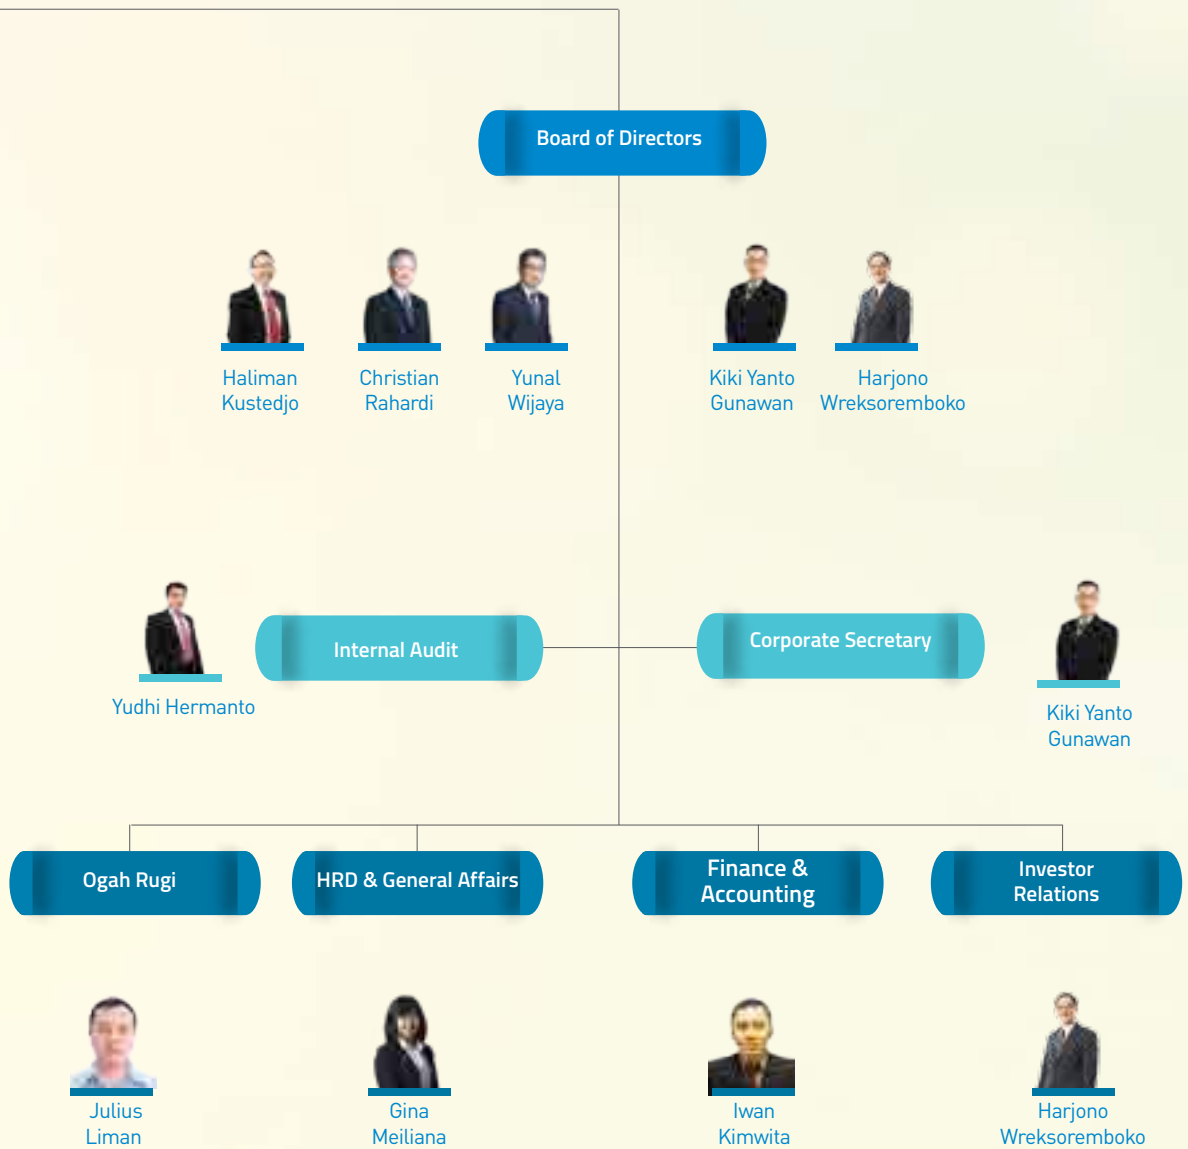 Board of Directors
Haliman
Kustedjo
Christian
Rahardi
Yunal
Wijaya
Kiki Yanto
Gunawan
Harjono
Wreksoremboko
Internal Audit
Yudhi Hermanto
Corporate Secretary
Kiki Yanto
Gunawan
Ogah Rugi
HRD & General Affairs
Finance &
Accounting
Investor
Relations
Julius
Liman
Gina
Meiliana
Iwan
Kimwita
Harjono
Wreksoremboko